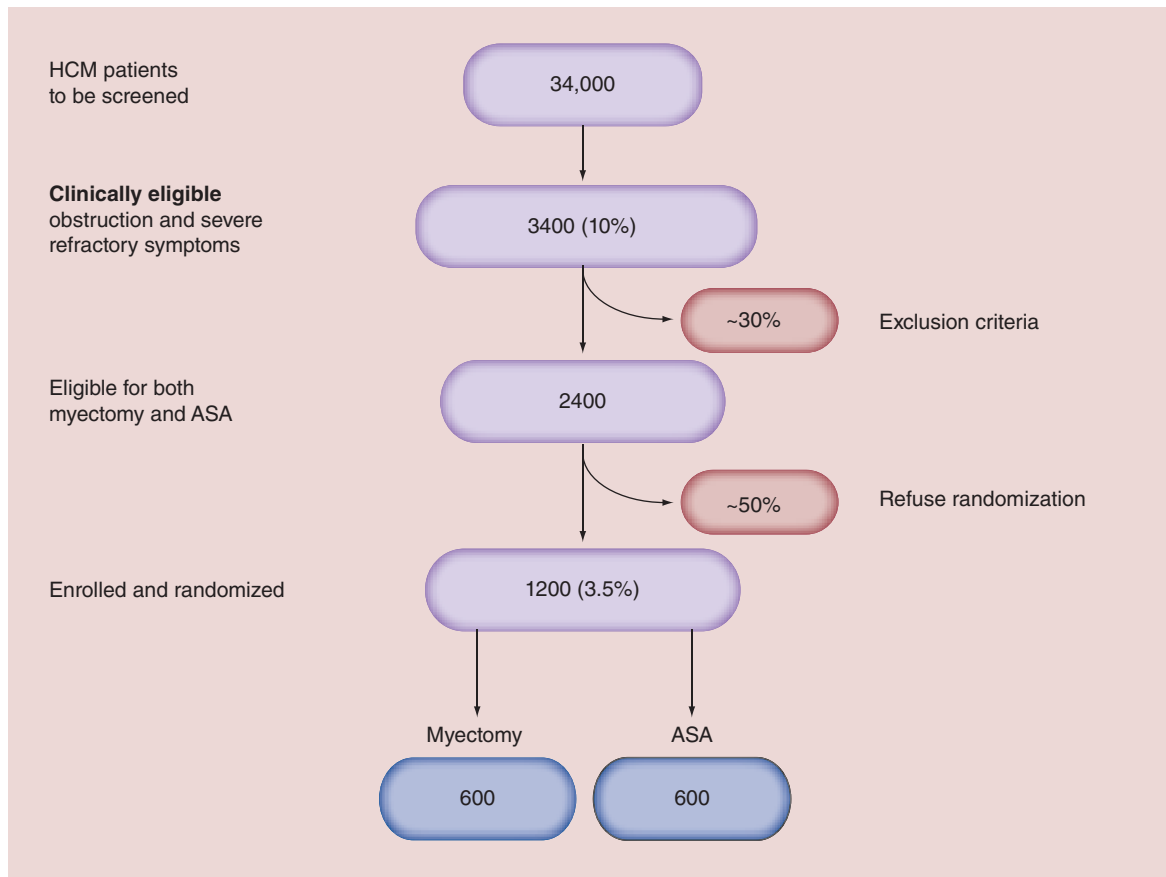 HCM patients
to be screened
34,000
Clinically eligible
obstruction and severe
refractory symptoms
3400 (10%)
~30%
Exclusion criteria
Eligible for both
myectomy and ASA
2400
~50%
Refuse randomization
Enrolled and randomized
1200 (3.5%)
Myectomy
ASA
600
600